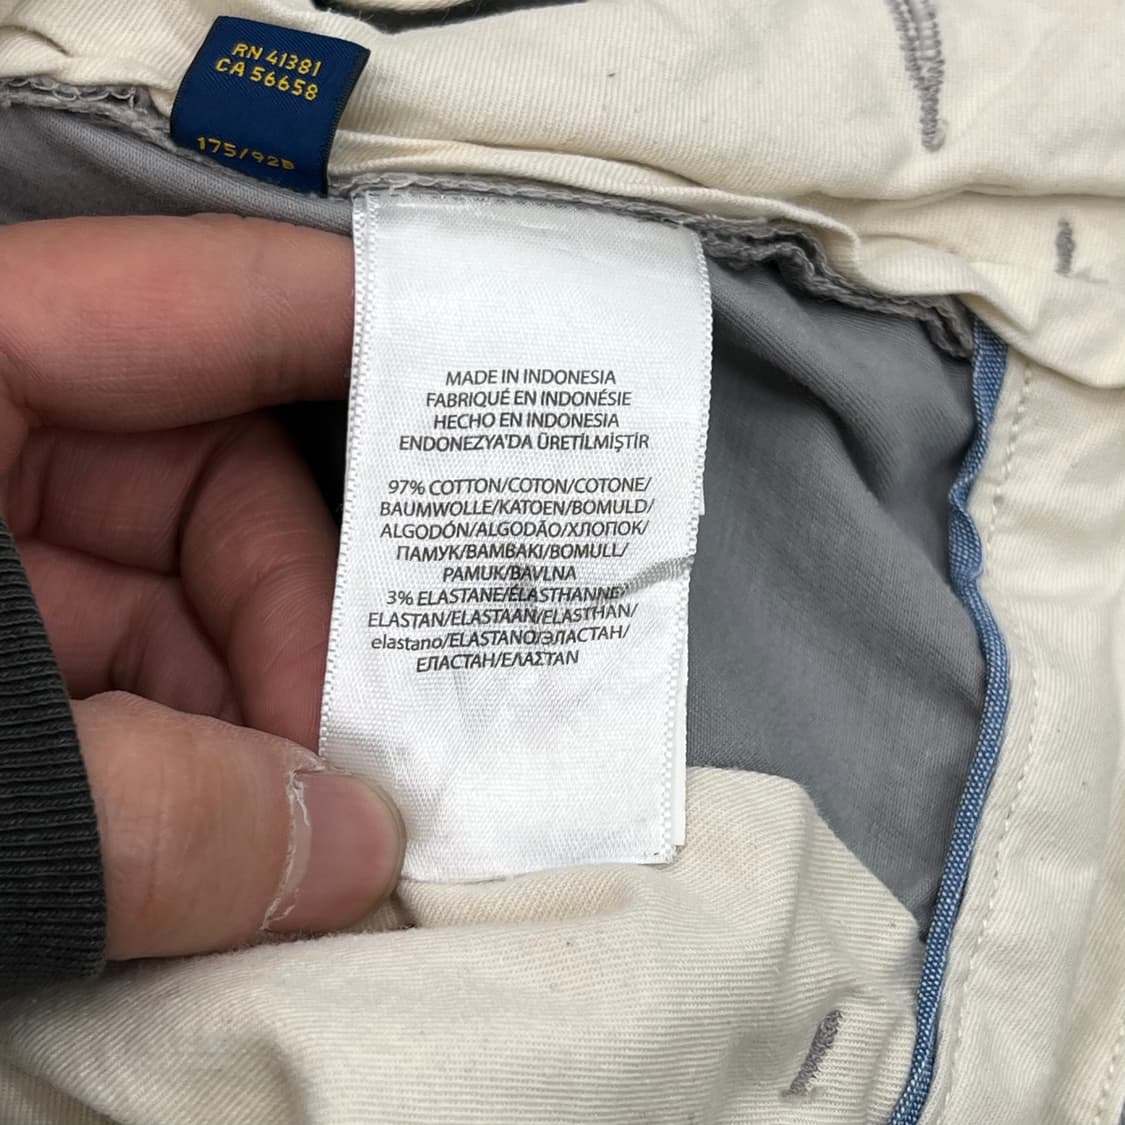 RN 41381
CA 56658
175/92B
MADE IN INDONESIA
FABRIQUÉ EN INDONÉSIE
HECHO EN INDONESIA
ENDONEZYA'DA ÜRETİLMİŞTİR
97% COTTON/COTON/COTONE/
BAUMWOLLE/KATOEN/BOMULD/
ALGODÓN/ALGODÃO/ХЛОПОК/
ПАМУК/ΒΑΜΒΑΚΙ/BOMULL/
PAMUK/BAVLNA
3% ELASTANE/ÉLASTHANNE/
ELASTAN/ELASTAAN/ELASTHAN/
elastano/ELASTANO/ЭЛАСТАН/
ЕЛАСТАН/ΕΛΑΣΤΑΝ